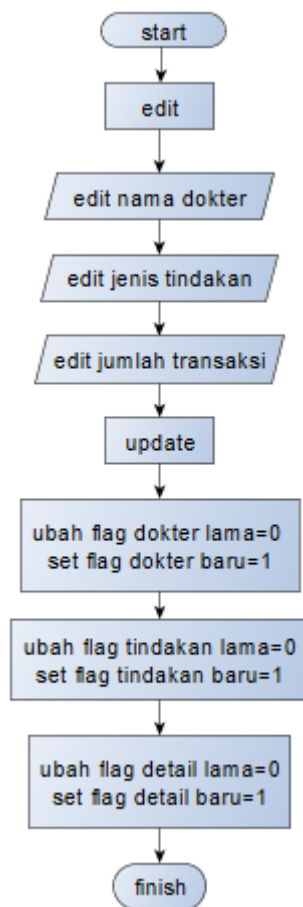 start
edit
edit nama dokter
edit jenis tindakan
edit jumlah transaksi
update
ubah flag dokter lama=0
set flag dokter baru=1
ubah flag tindakan lama=0
set flag tindakan baru=1
ubah flag detail lama=0
set flag detail baru=1
finish